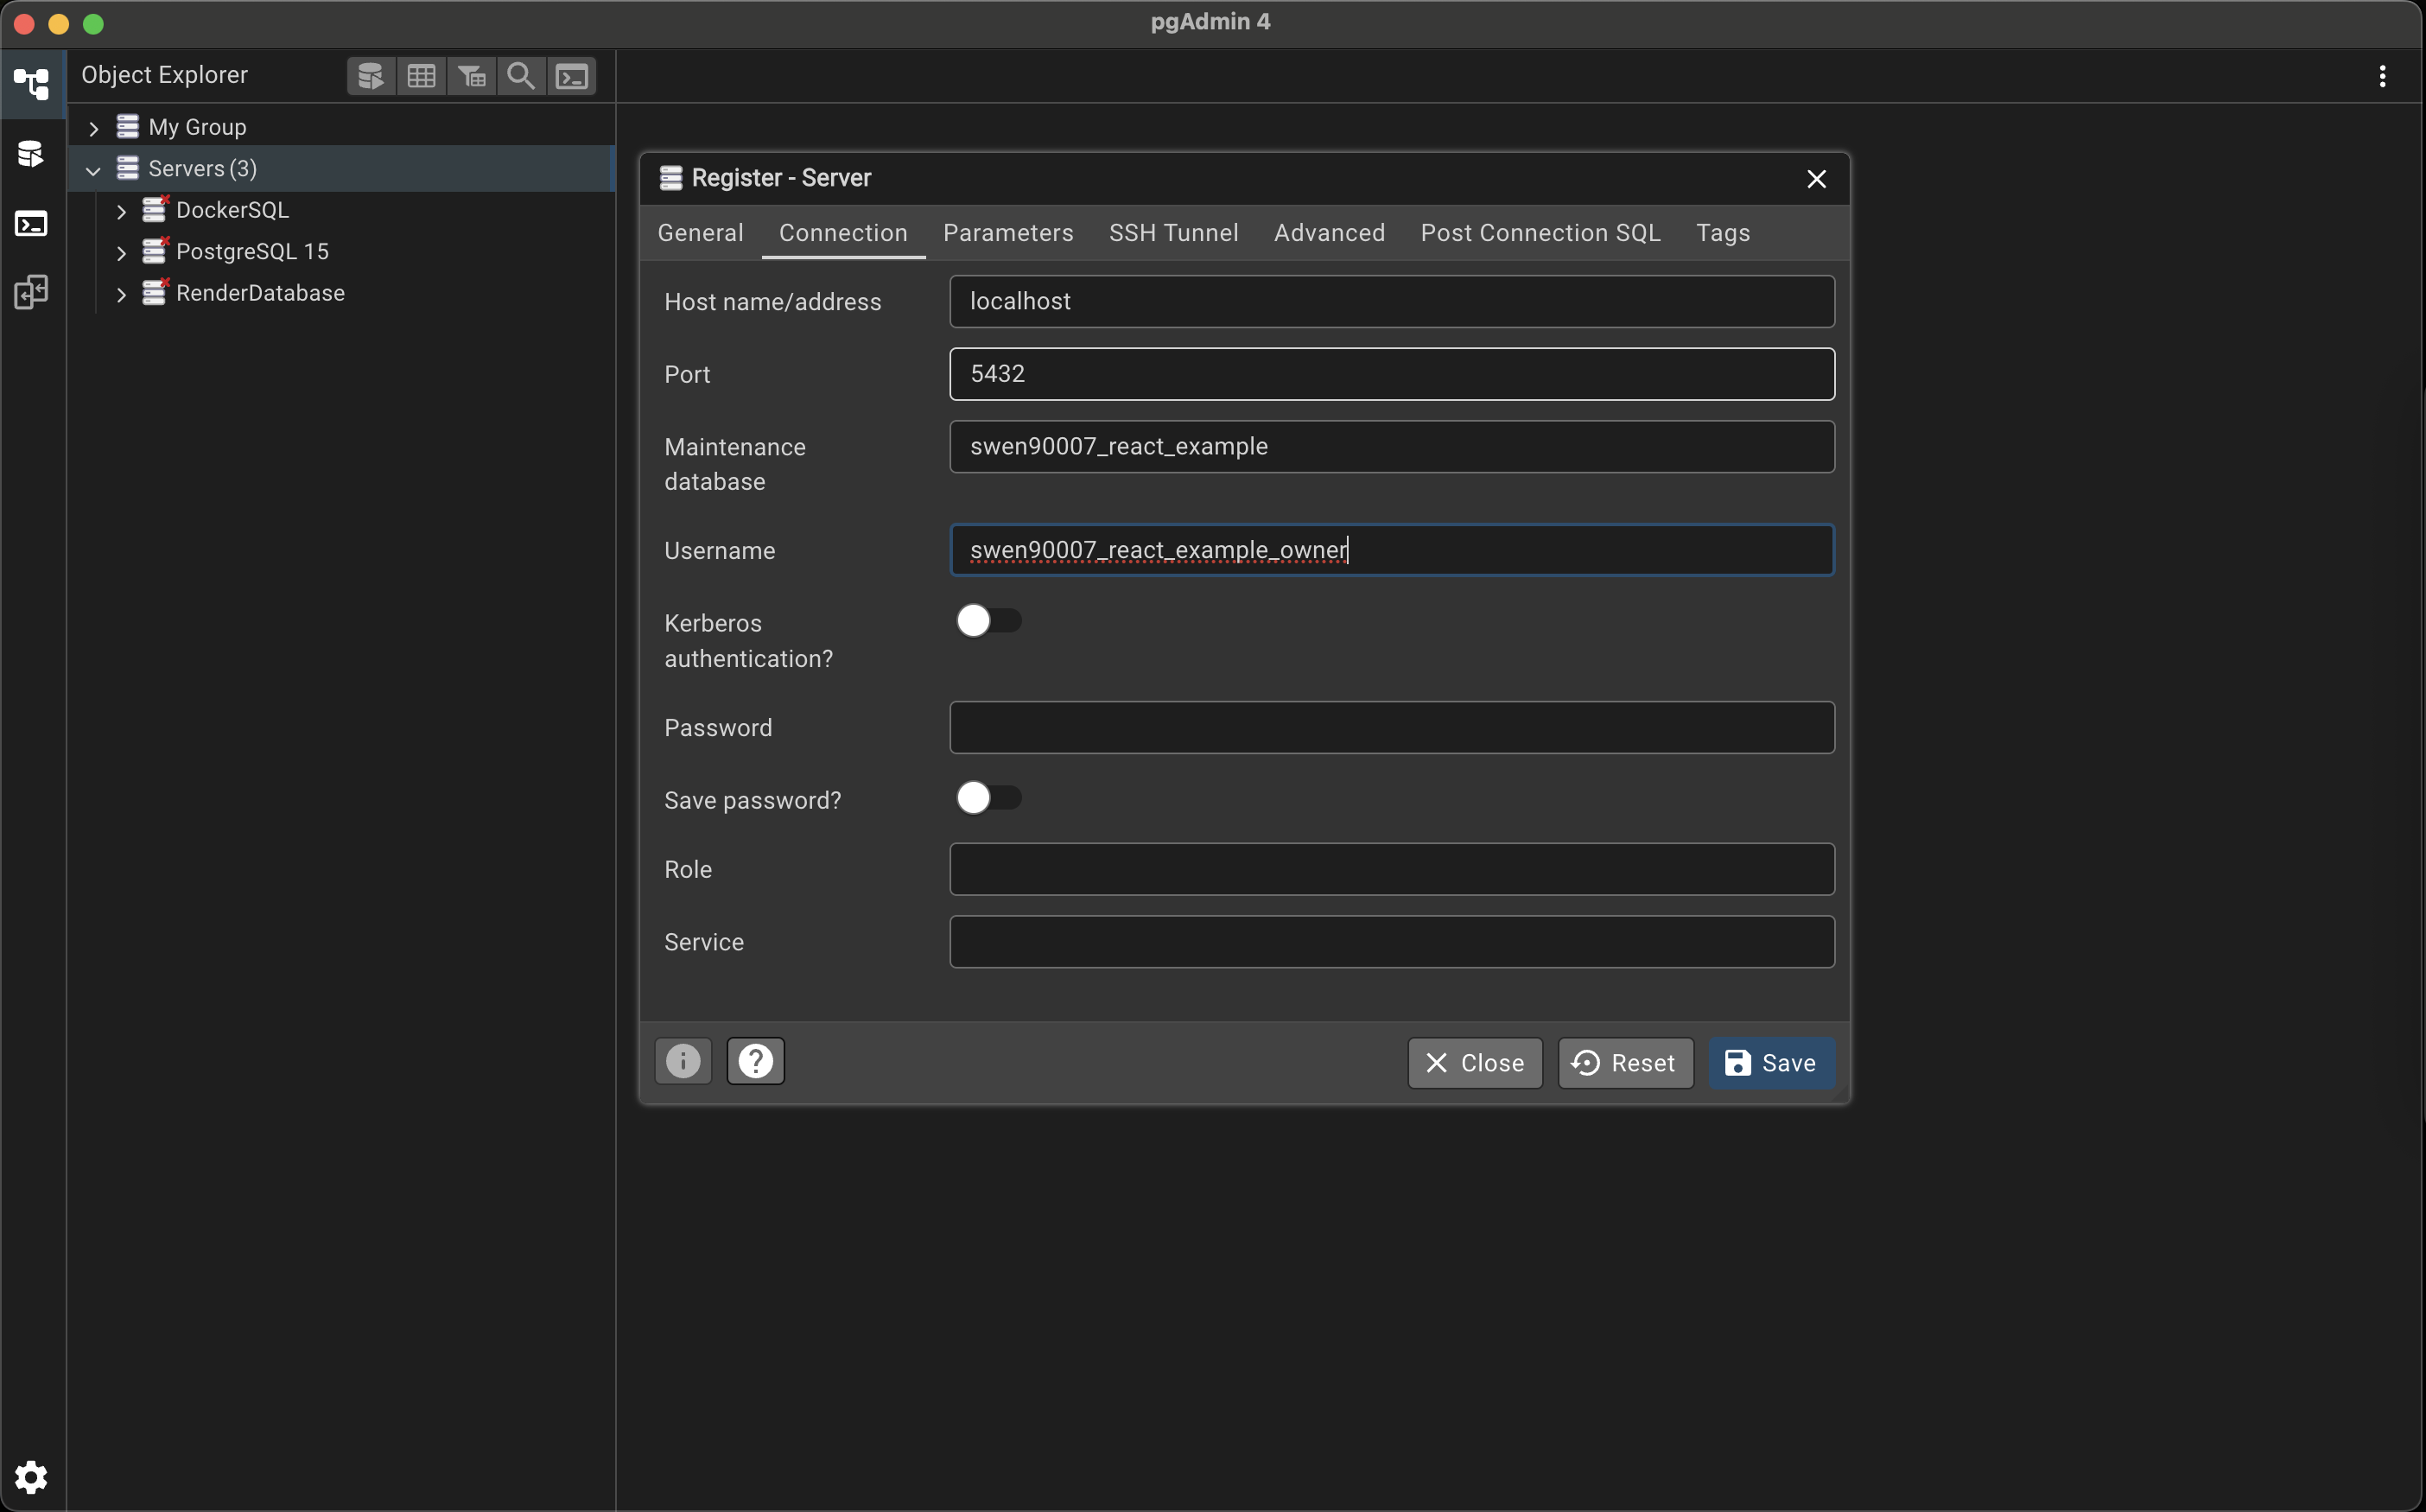 pgAdmin 4
Object Explorer
My Group
Servers (3)
DockerSQL
PostgreSQL 15
RenderDatabase
Register - Server
General Connection Parameters SSH Tunnel Advanced Post Connection SQL Tags
Host name/address localhost
Port 5432
Maintenance
database
swen90007_react_example
Username swen90007_react_example_owner
Kerberos
authentication?
Password
Save password?
Role
Service
Close Reset Save